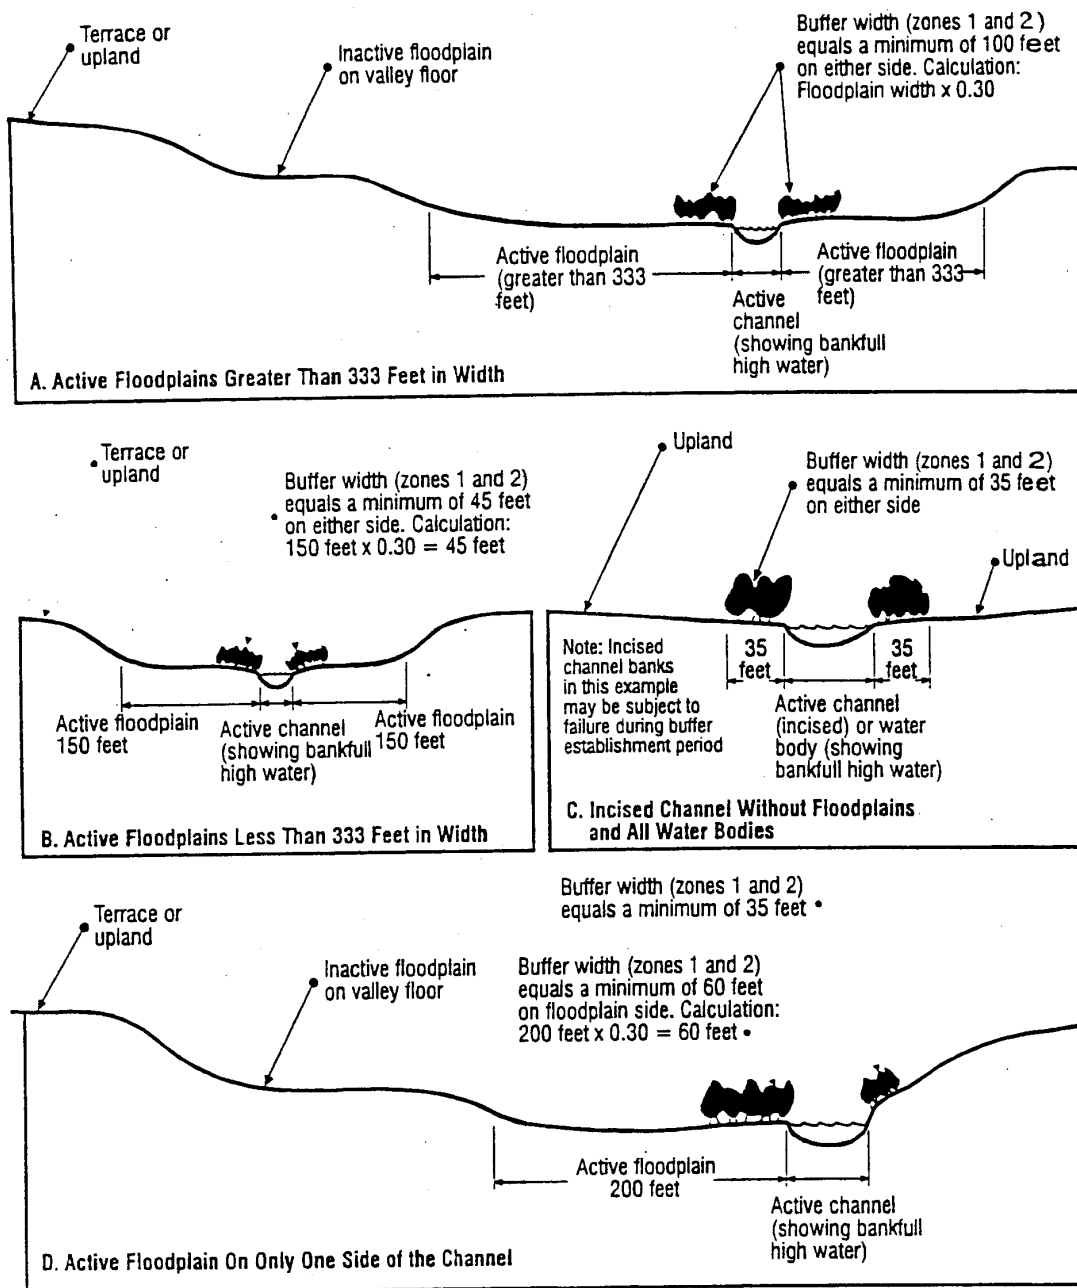 Terrace or
upland
Inactive floodplain
on valley floor
Buffer width (zones 1 and 2)
equals a minimum of 100 feet
on either side. Calculation:
Floodplain width x 0.30
Active floodplain
(greater than 333
feet)
Active
channel
(showing bankfull
high water)
Active floodplain
(greater than 333
feet)
A. Active Floodplains Greater Than 333 Feet in Width
Terrace or
upland
Buffer width (zones 1 and 2)
equals a minimum of 45 feet
on either side. Calculation:
150 feet x 0.30 = 45 feet
Active floodplain
150 feet
Active channel
(showing bankfull
high water)
Active floodplain
150 feet
B. Active Floodplains Less Than 333 Feet in Width
Upland
Buffer width (zones 1 and 2)
equals a minimum of 35 feet
on either side
Upland
Note: Incised
channel banks
in this example
may be subject to
failure during buffer
establishment period
35
feet
35
feet
Active channel
(incised) or water
body (showing
bankfull high water)
C. Incised Channel Without Floodplains
and All Water Bodies
Buffer width (zones 1 and 2)
equals a minimum of 35 feet
Terrace or
upland
Inactive floodplain
on valley floor
Buffer width (zones 1 and 2)
equals a minimum of 60 feet
on floodplain side. Calculation:
200 feet x 0.30 = 60 feet
Active floodplain
200 feet
Active channel
(showing bankfull
high water)
D. Active Floodplain On Only One Side of the Channel